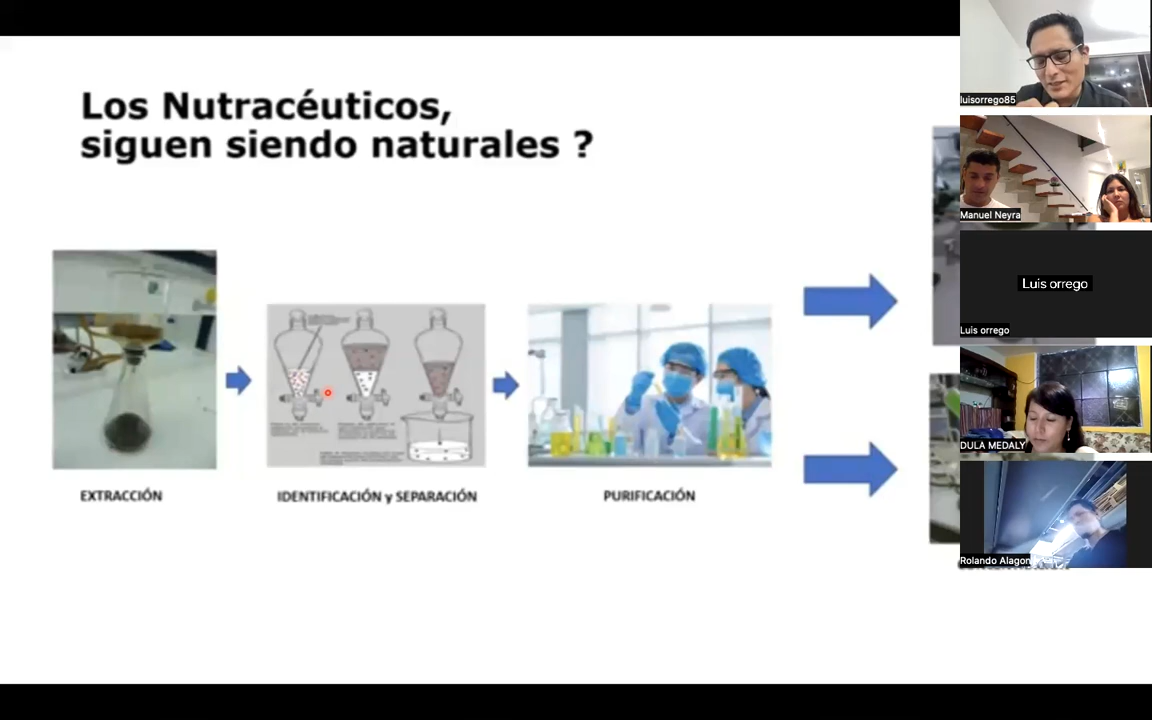 Los Nutracéuticos,
siguen siendo naturales ?
EXTRACCIÓN
IDENTIFICACIÓN y SEPARACIÓN
PURIFICACIÓN
luisorrego85
Manuel Neyra
Luis orrego
Luis orrego
DULA MEDALY
Rolando Alagon